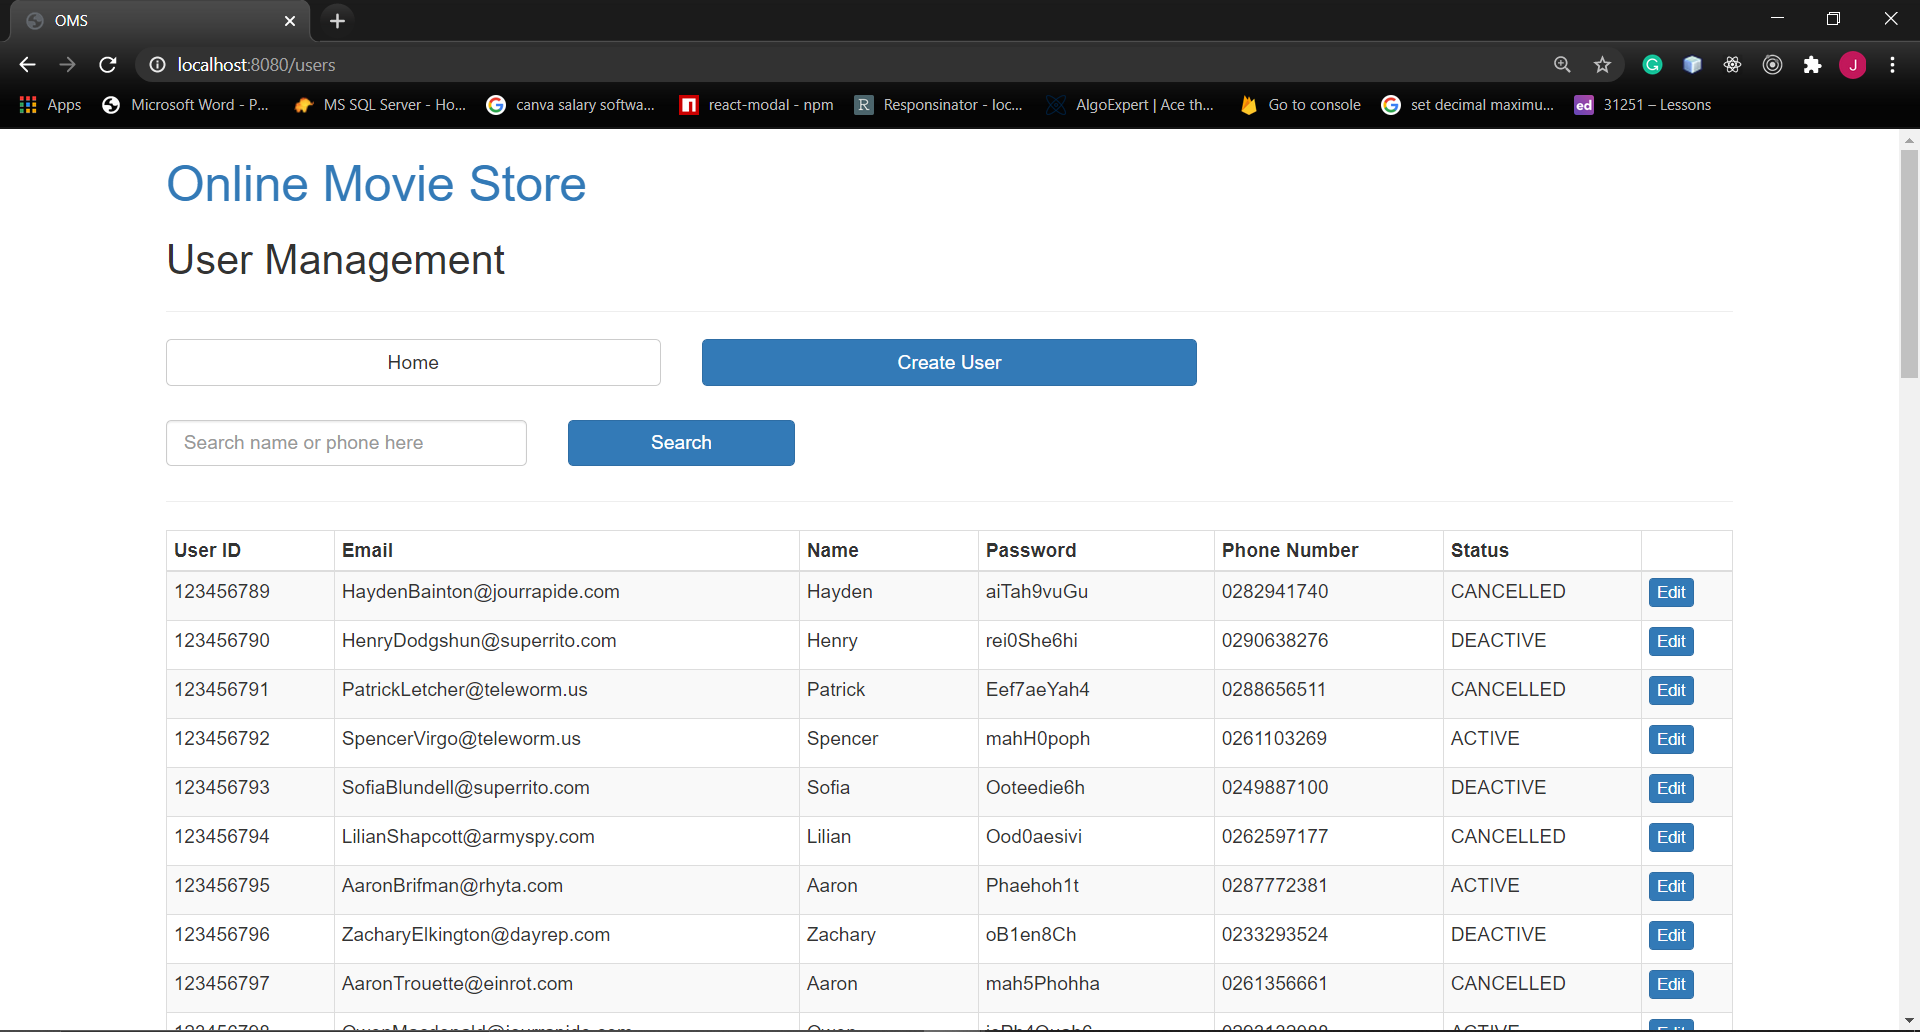 OMS
localhost:8080/users
J
Apps Microsoft Word - P... MS SQL Server - Ho... canva salary softwa... react-modal - npm R Responsinator - loc... AlgoExpert | Ace th... Go to console set decimal maximu... ed 31251 – Lessons
Online Movie Store
User Management
Home Create User
Search name or phone here Search
User ID Email Name Password Phone Number Status
123456789 HaydenBainton@jourrapide.com Hayden aiTah9vuGu 0282941740 CANCELLED Edit
123456790 HenryDodgshun@superrito.com Henry rei0She6hi 0290638276 DEACTIVE Edit
123456791 PatrickLetcher@teleworm.us Patrick Eef7aeYah4 0288656511 CANCELLED Edit
123456792 SpencerVirgo@teleworm.us Spencer mahH0poph 0261103269 ACTIVE Edit
123456793 SofiaBlundell@superrito.com Sofia Ooteedie6h 0249887100 DEACTIVE Edit
123456794 LilianShapcott@armyspy.com Lilian Ood0aesivi 0262597177 CANCELLED Edit
123456795 AaronBrifman@rhyta.com Aaron Phaehoh1t 0287772381 ACTIVE Edit
123456796 ZacharyElkington@dayrep.com Zachary oB1en8Ch 0233293524 DEACTIVE Edit
123456797 AaronTrouette@einrot.com Aaron mah5Phohha 0261356661 CANCELLED Edit